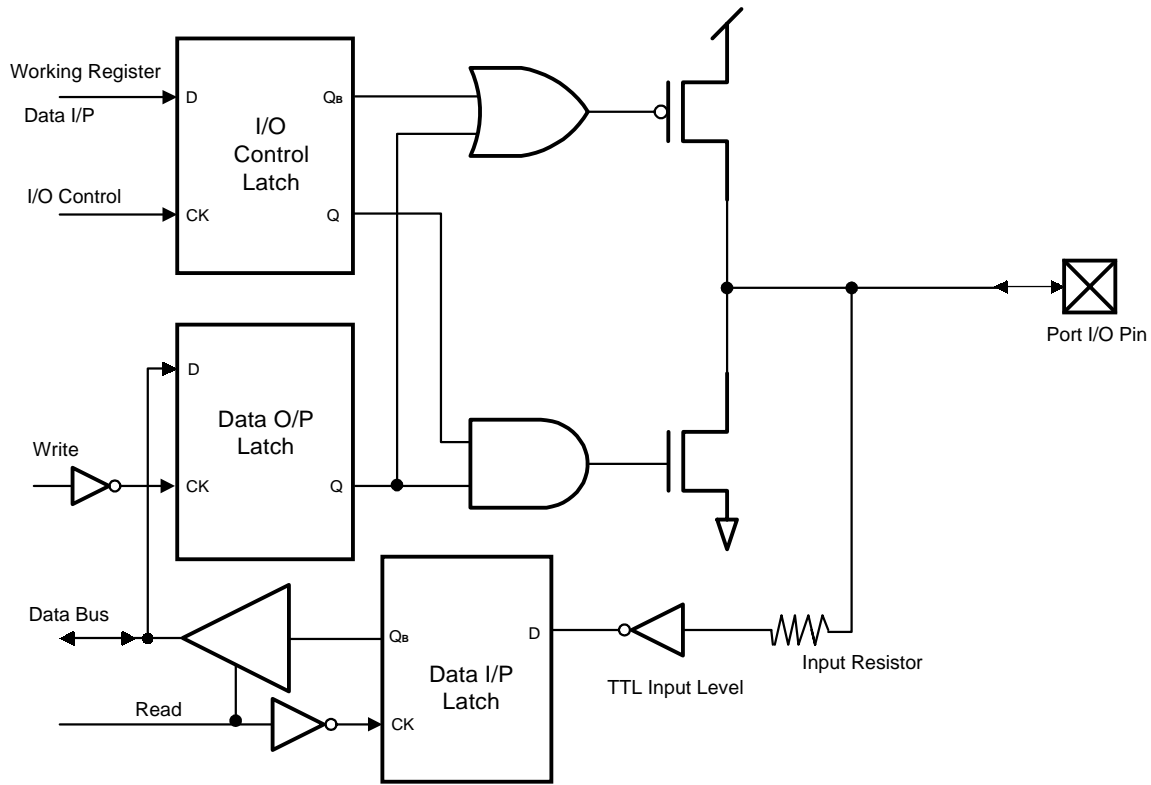 Working Register
Data I/P
D
QB
I/O
Control
Latch
I/O Control
CK
Q
Port I/O Pin
D
Data O/P
Latch
Write
CK
Q
Data Bus
QB
D
Data I/P
Latch
TTL Input Level
Input Resistor
Read
CK